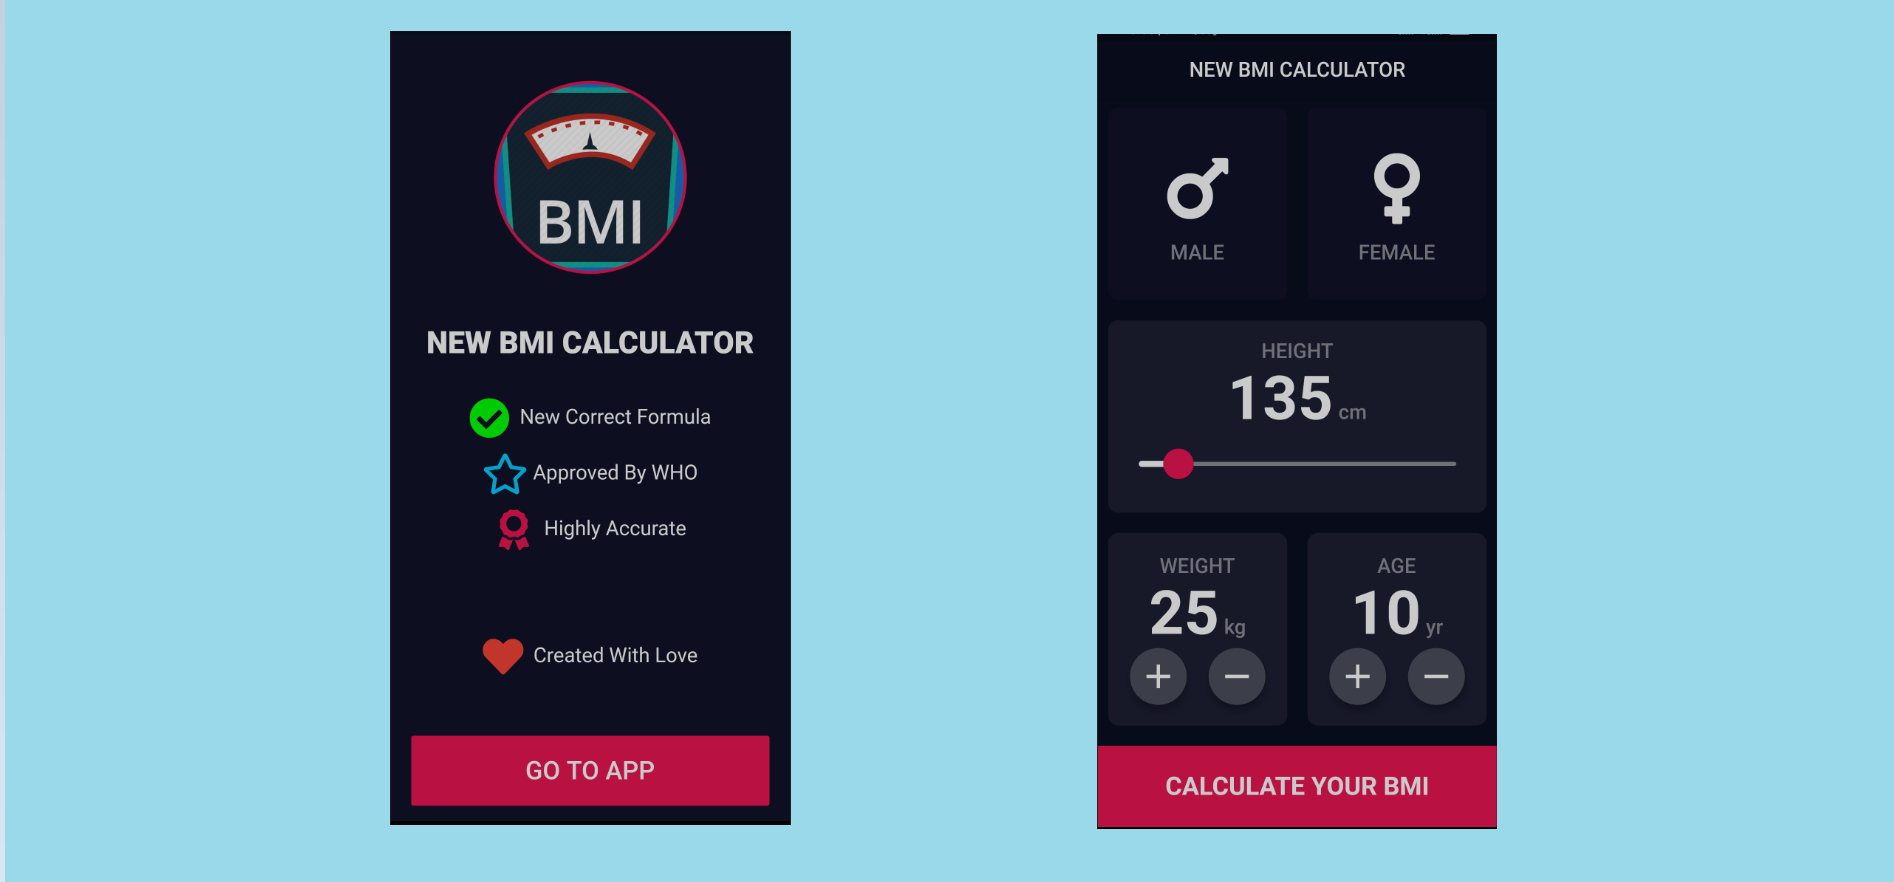 BMI
NEW BMI CALCULATOR
New Correct Formula
Approved By WHO
Highly Accurate
Created With Love
GO TO APP
NEW BMI CALCULATOR
MALE
FEMALE
HEIGHT
135 cm
WEIGHT
25 kg
AGE
10 yr
CALCULATE YOUR BMI